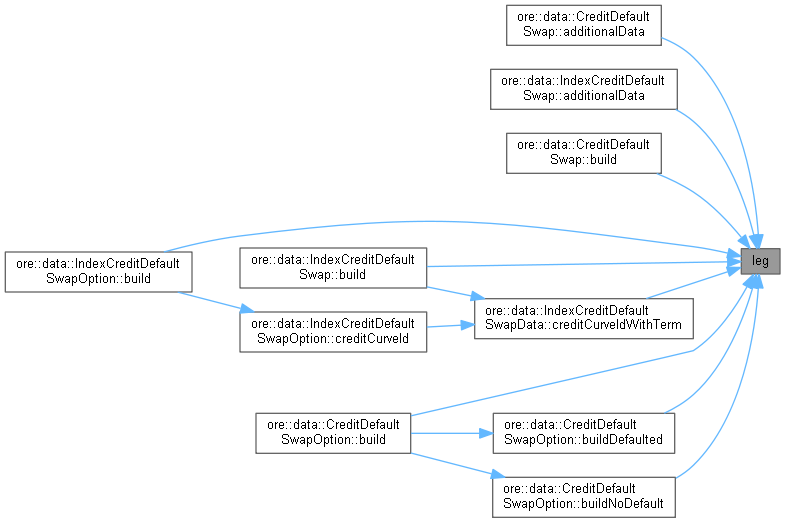 ore::data::CreditDefault
Swap::additionalData
ore::data::IndexCreditDefault
Swap::additionalData
ore::data::CreditDefault
Swap::build
leg
ore::data::IndexCreditDefault
SwapOption::build
ore::data::IndexCreditDefault
Swap::build
ore::data::IndexCreditDefault
SwapOption::creditCurveId
ore::data::IndexCreditDefault
SwapData::creditCurveIdWithTerm
ore::data::CreditDefault
SwapOption::build
ore::data::CreditDefault
SwapOption::buildDefaulted
ore::data::CreditDefault
SwapOption::buildNoDefault